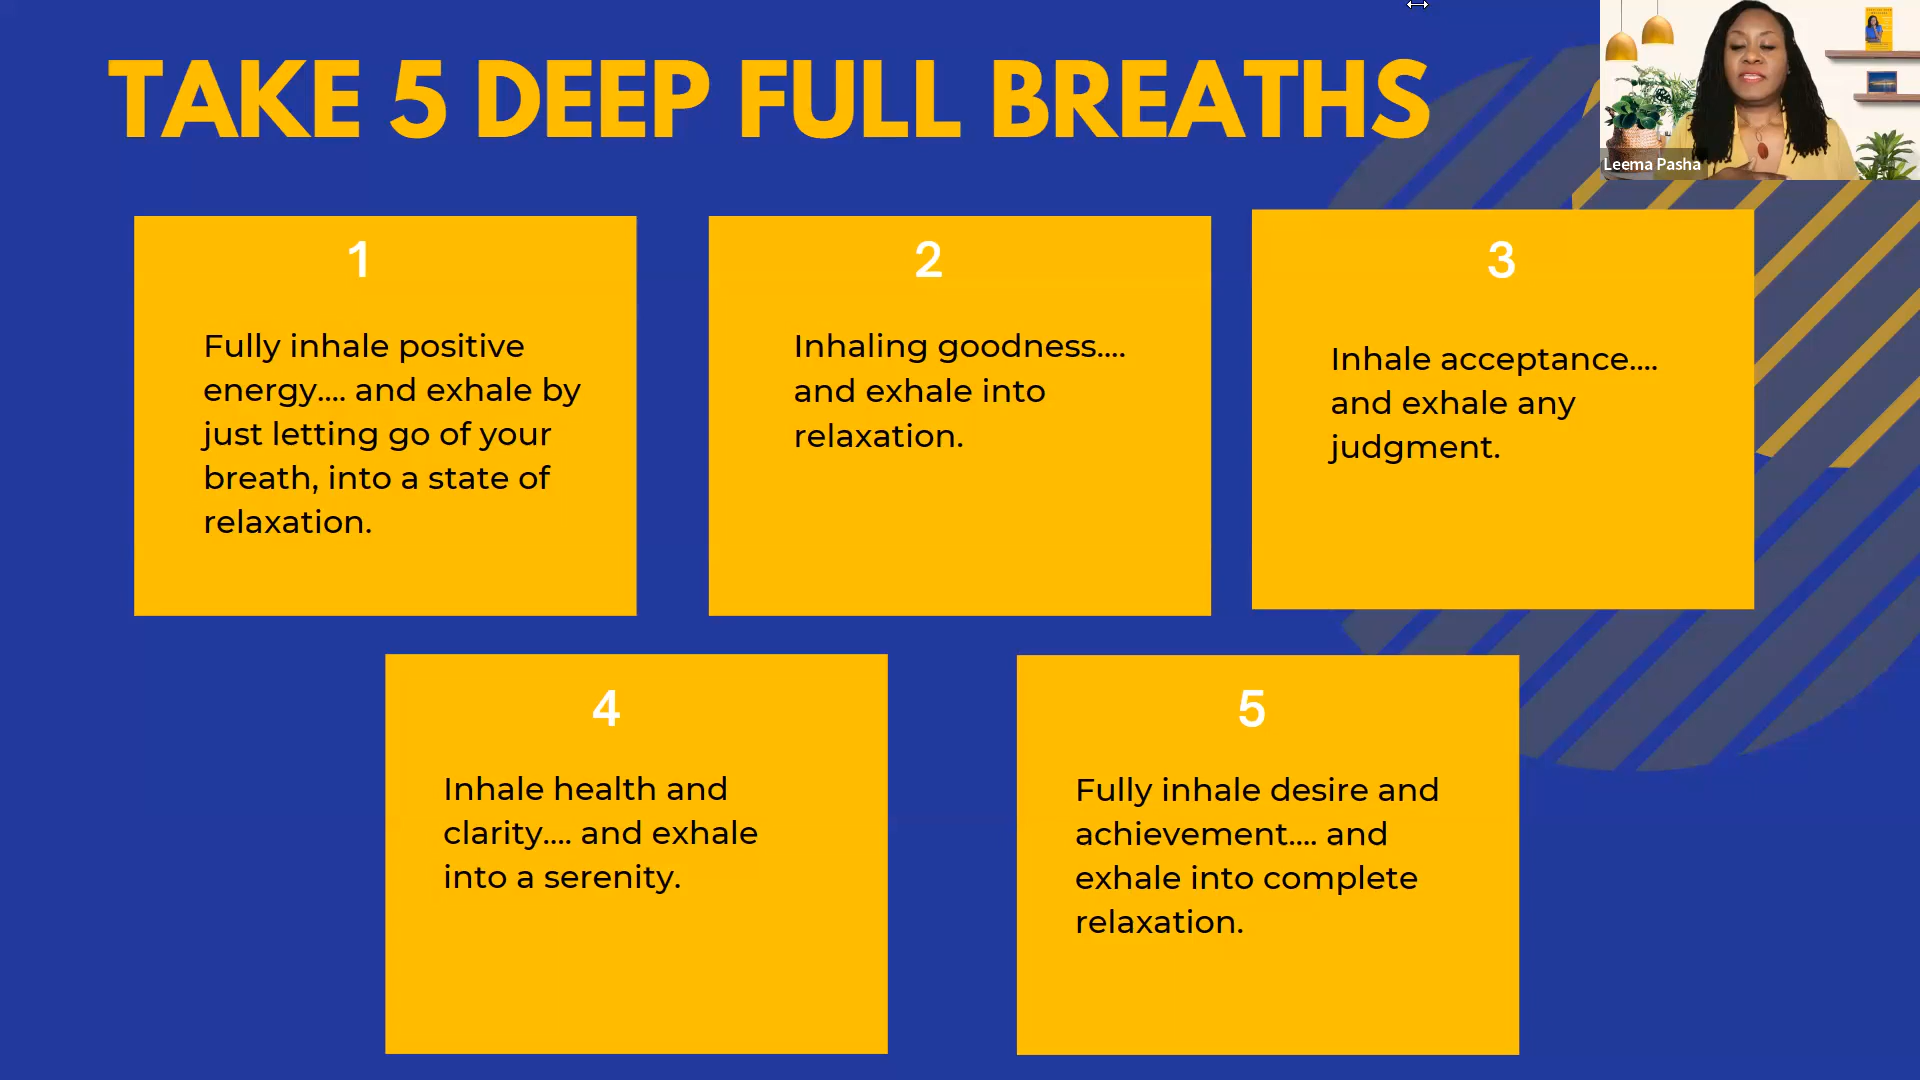 TAKE 5 DEEP FULL BREATHS
Leema Pasha
1
Fully inhale positive
energy.... and exhale by
just letting go of your
breath, into a state of
relaxation.
2
Inhaling goodness....
and exhale into
relaxation.
3
Inhale acceptance....
and exhale any
judgment.
4
Inhale health and
clarity.... and exhale
into a serenity.
5
Fully inhale desire and
achievement.... and
exhale into complete
relaxation.